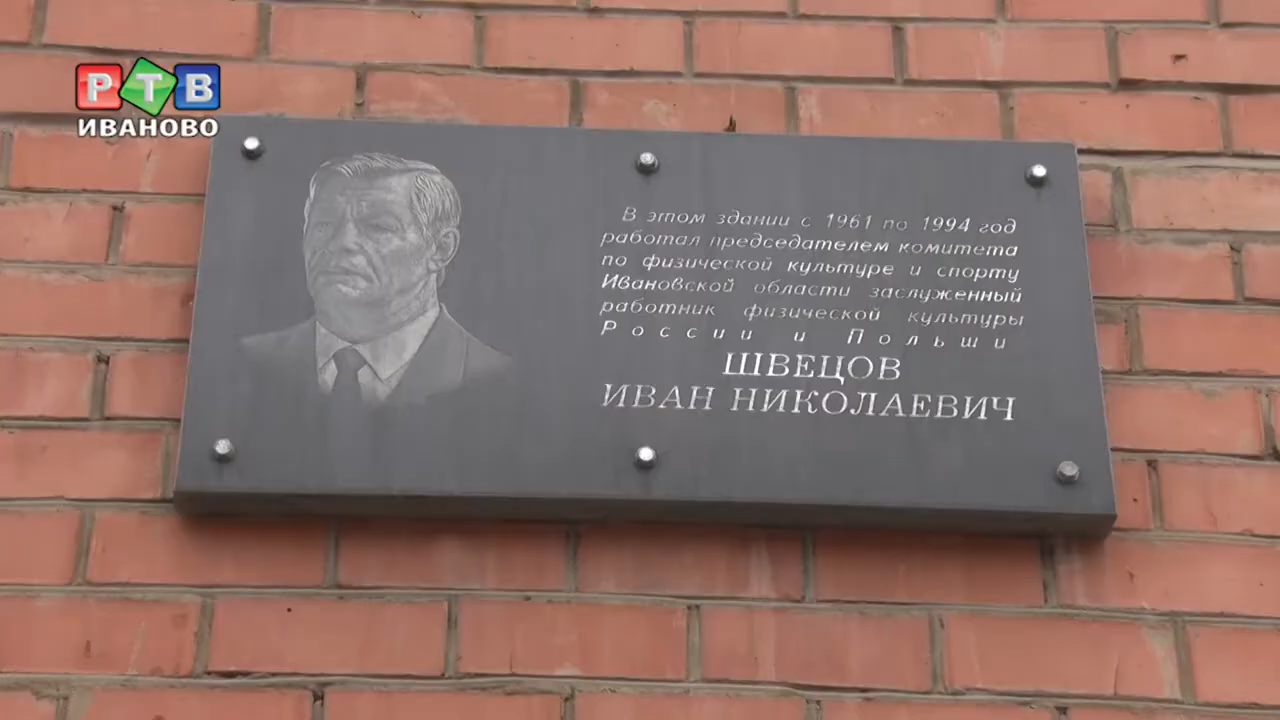 РТВ
ИВАНОВО
В этом здании с 1961 по 1994 год
работал председателем комитета
по физической культуре и спорту
Ивановской области заслуженный
работник физической культуры
России и Польши
ШВЕЦОВ
ИВАН НИКОЛАЕВИЧ